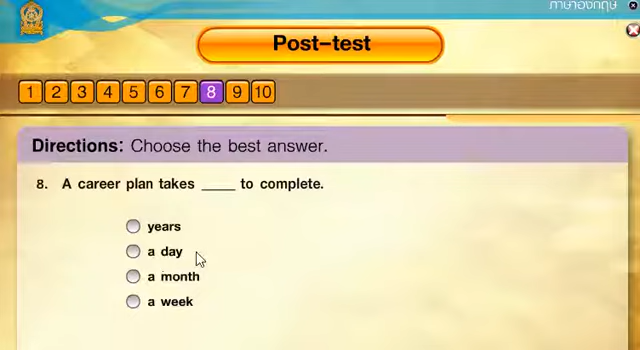 ภาษาอังกฤษ
Post-test
1 2 3 4 5 6 7 8 9 10
Directions: Choose the best answer.
8. A career plan takes _____ to complete.
years
a day
a month
a week